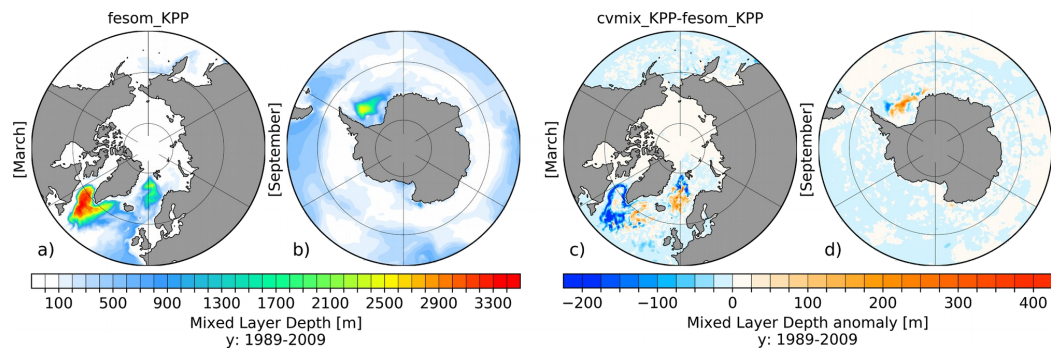 fesom_KPP
cvmix_KPP-fesom_KPP
[March]
[September]
[March]
[September]
a)
b)
c)
d)
100 500 900 1300 1700 2100 2500 2900 3300
Mixed Layer Depth [m]
y: 1989-2009
−200 −100 0 100 200 300 400
Mixed Layer Depth anomaly [m]
y: 1989-2009